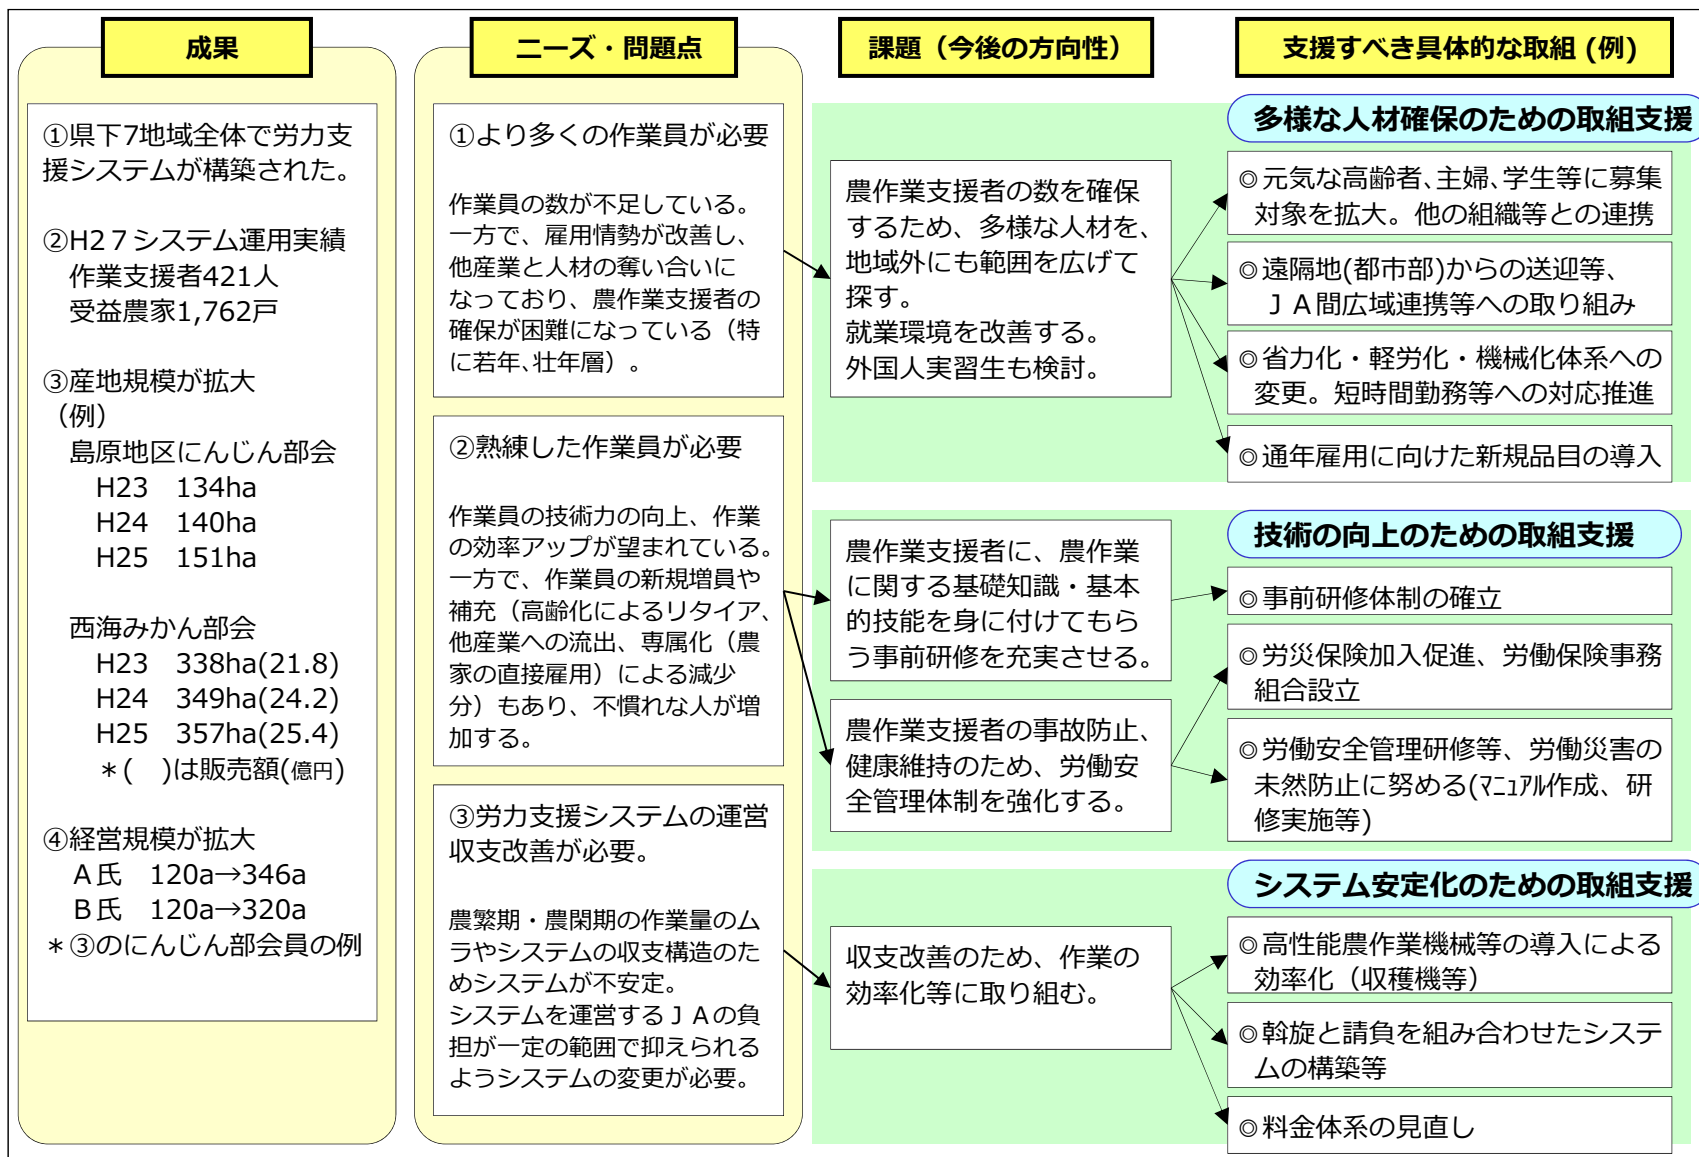 成果
①県下7地域全体で労力支
援システムが構築された。
②H27システム運用実績
作業支援者421人
受益農家1,762戸
③産地規模が拡大
（例）
島原地区にんじん部会
H23　134ha
H24　140ha
H25　151ha
西海みかん部会
H23　338ha(21.8)
H24　349ha(24.2)
H25　357ha(25.4)
＊(　)は販売額(億円)
④経営規模が拡大
Ａ氏　120a→346a
Ｂ氏　120a→320a
＊③のにんじん部会員の例
ニーズ・問題点
①より多くの作業員が必要
作業員の数が不足している。
一方で、雇用情勢が改善し、
他産業と人材の奪い合いに
なっており、農作業支援者の
確保が困難になっている（特
に若年､壮年層）。
②熟練した作業員が必要
作業員の技術力の向上、作業
の効率アップが望まれている。
一方で、作業員の新規増員や
補充（高齢化によるリタイア、
他産業への流出、専属化（農
家の直接雇用）による減少
分）もあり、不慣れな人が増
加する。
③労力支援システムの運営
収支改善が必要。
農繁期・農閑期の作業量のム
ラやシステムの収支構造のた
めシステムが不安定。
システムを運営するＪＡの負
担が一定の範囲で抑えられる
ようシステムの変更が必要。
課題（今後の方向性）
農作業支援者の数を確保
するため、多様な人材を、
地域外にも範囲を広げて
探す。
就業環境を改善する。
外国人実習生も検討。
農作業支援者に、農作業
に関する基礎知識・基本
的技能を身に付けてもら
う事前研修を充実させる。
農作業支援者の事故防止、
健康維持のため、労働安
全管理体制を強化する。
収支改善のため、作業の
効率化等に取り組む。
支援すべき具体的な取組 (例)
多様な人材確保のための取組支援
◎元気な高齢者､主婦､学生等に募集
対象を拡大。他の組織等との連携
◎遠隔地(都市部)からの送迎等、
ＪＡ間広域連携等への取り組み
◎省力化・軽労化・機械化体系への
変更。短時間勤務等への対応推進
◎通年雇用に向けた新規品目の導入
技術の向上のための取組支援
◎事前研修体制の確立
◎労災保険加入促進、労働保険事務
組合設立
◎労働安全管理研修等、労働災害の
未然防止に努める(ﾏﾆｭｱﾙ作成、研
修実施等)
システム安定化のための取組支援
◎高性能農作業機械等の導入による
効率化（収穫機等）
◎斡旋と請負を組み合わせたシステ
ムの構築等
◎料金体系の見直し